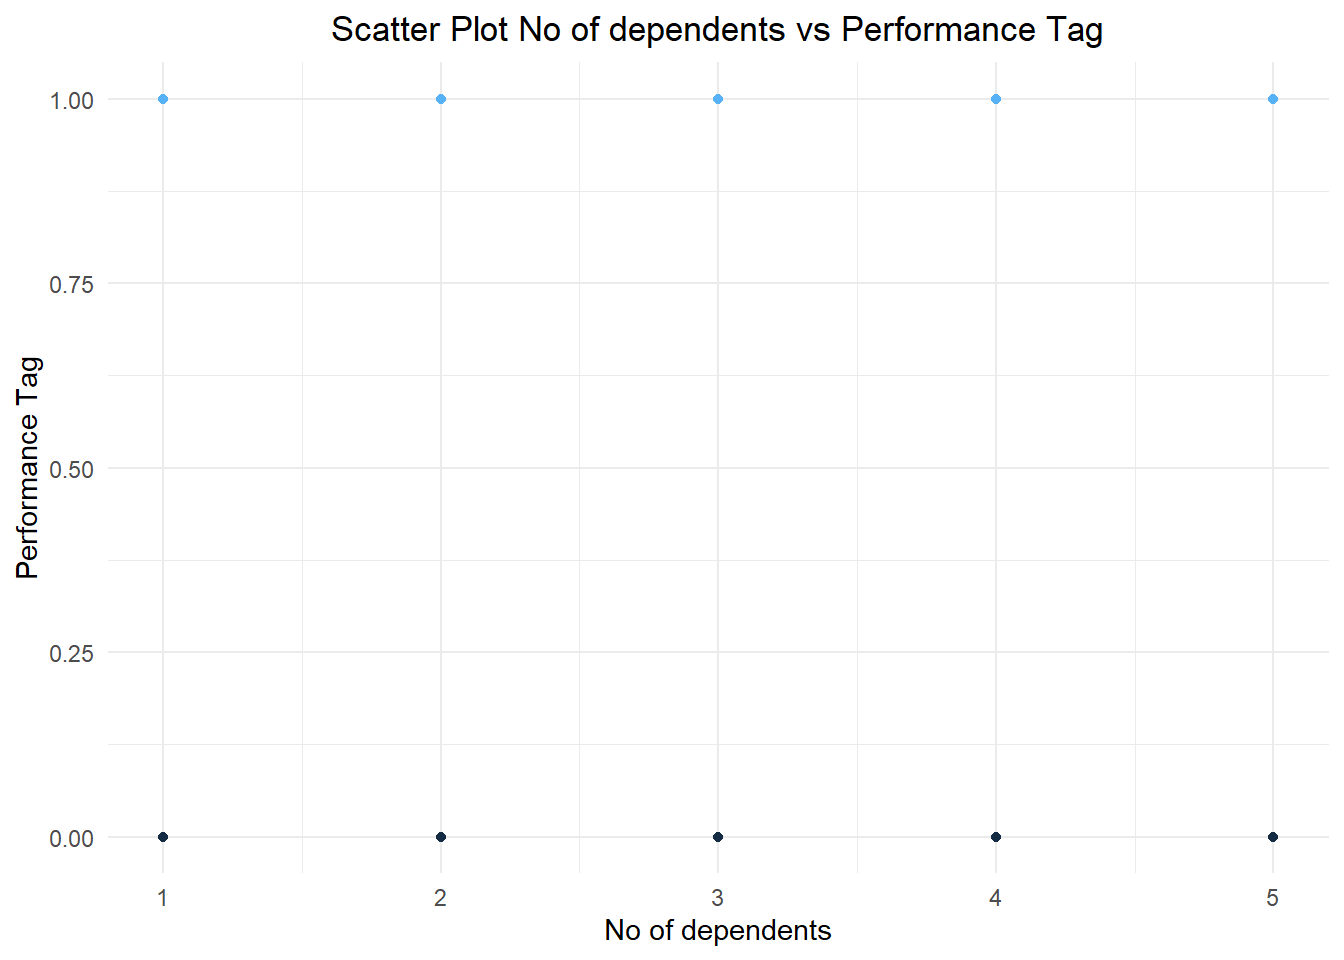 Scatter Plot No of dependents vs Performance Tag
1.00
0.75
0.50
0.25
0.00
Performance Tag
1 2 3 4 5
No of dependents